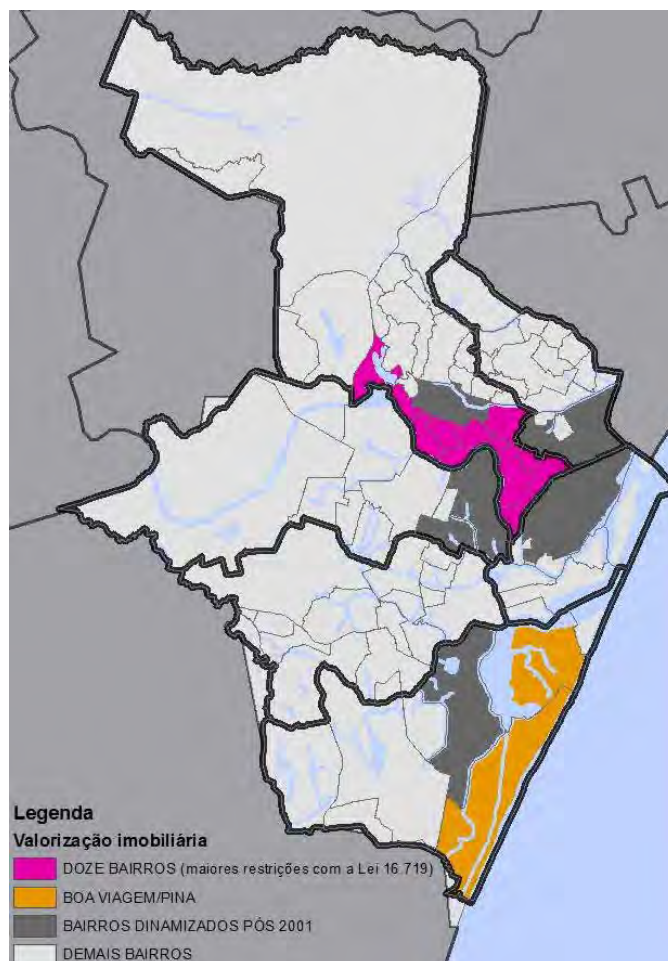 Legenda
Valorização imobiliária
DOZE BAIRROS (maiores restrições com a Lei 16.719)
BOA VIAGEM/PINA
BAIRROS DINAMIZADOS PÓS 2001
DEMAIS BAIRROS